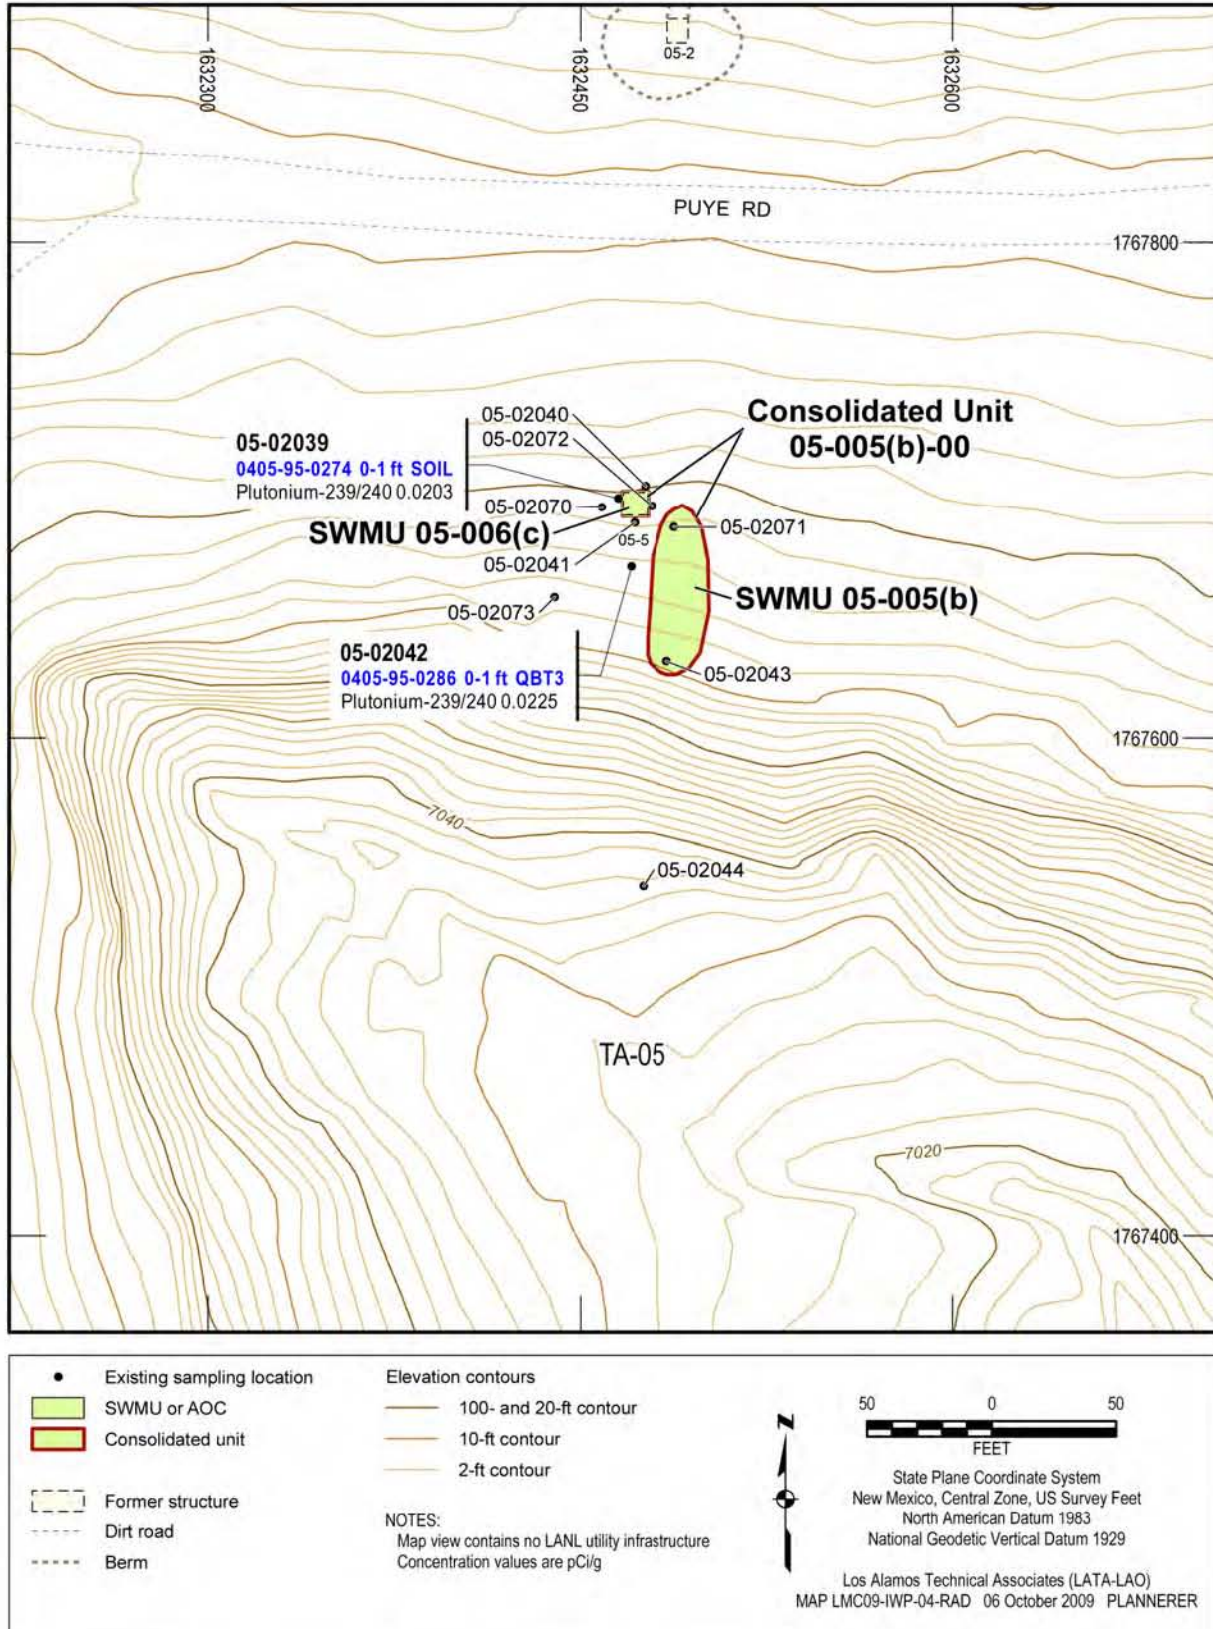 1632300
1632450
1632600
05-2
PUYE RD
1767800
05-02040
05-02072
Consolidated Unit
05-005(b)-00
05-02039
0405-95-0274 0-1 ft SOIL
Plutonium-239/240 0.0203
05-02070
SWMU 05-006(c)
05-5
05-02071
05-02041
05-02073
SWMU 05-005(b)
05-02042
0405-95-0286 0-1 ft QBT3
Plutonium-239/240 0.0225
05-02043
1767600
7040
05-02044
TA-05
7020
1767400
Existing sampling location
SWMU or AOC
Consolidated unit
Former structure
Dirt road
Berm
Elevation contours
100- and 20-ft contour
10-ft contour
2-ft contour
NOTES:
Map view contains no LANL utility infrastructure
Concentration values are pCi/g
N
50 0 50
FEET
State Plane Coordinate System
New Mexico, Central Zone, US Survey Feet
North American Datum 1983
National Geodetic Vertical Datum 1929
Los Alamos Technical Associates (LATA-LAO)
MAP LMC09-IWP-04-RAD 06 October 2009 PLANNERER